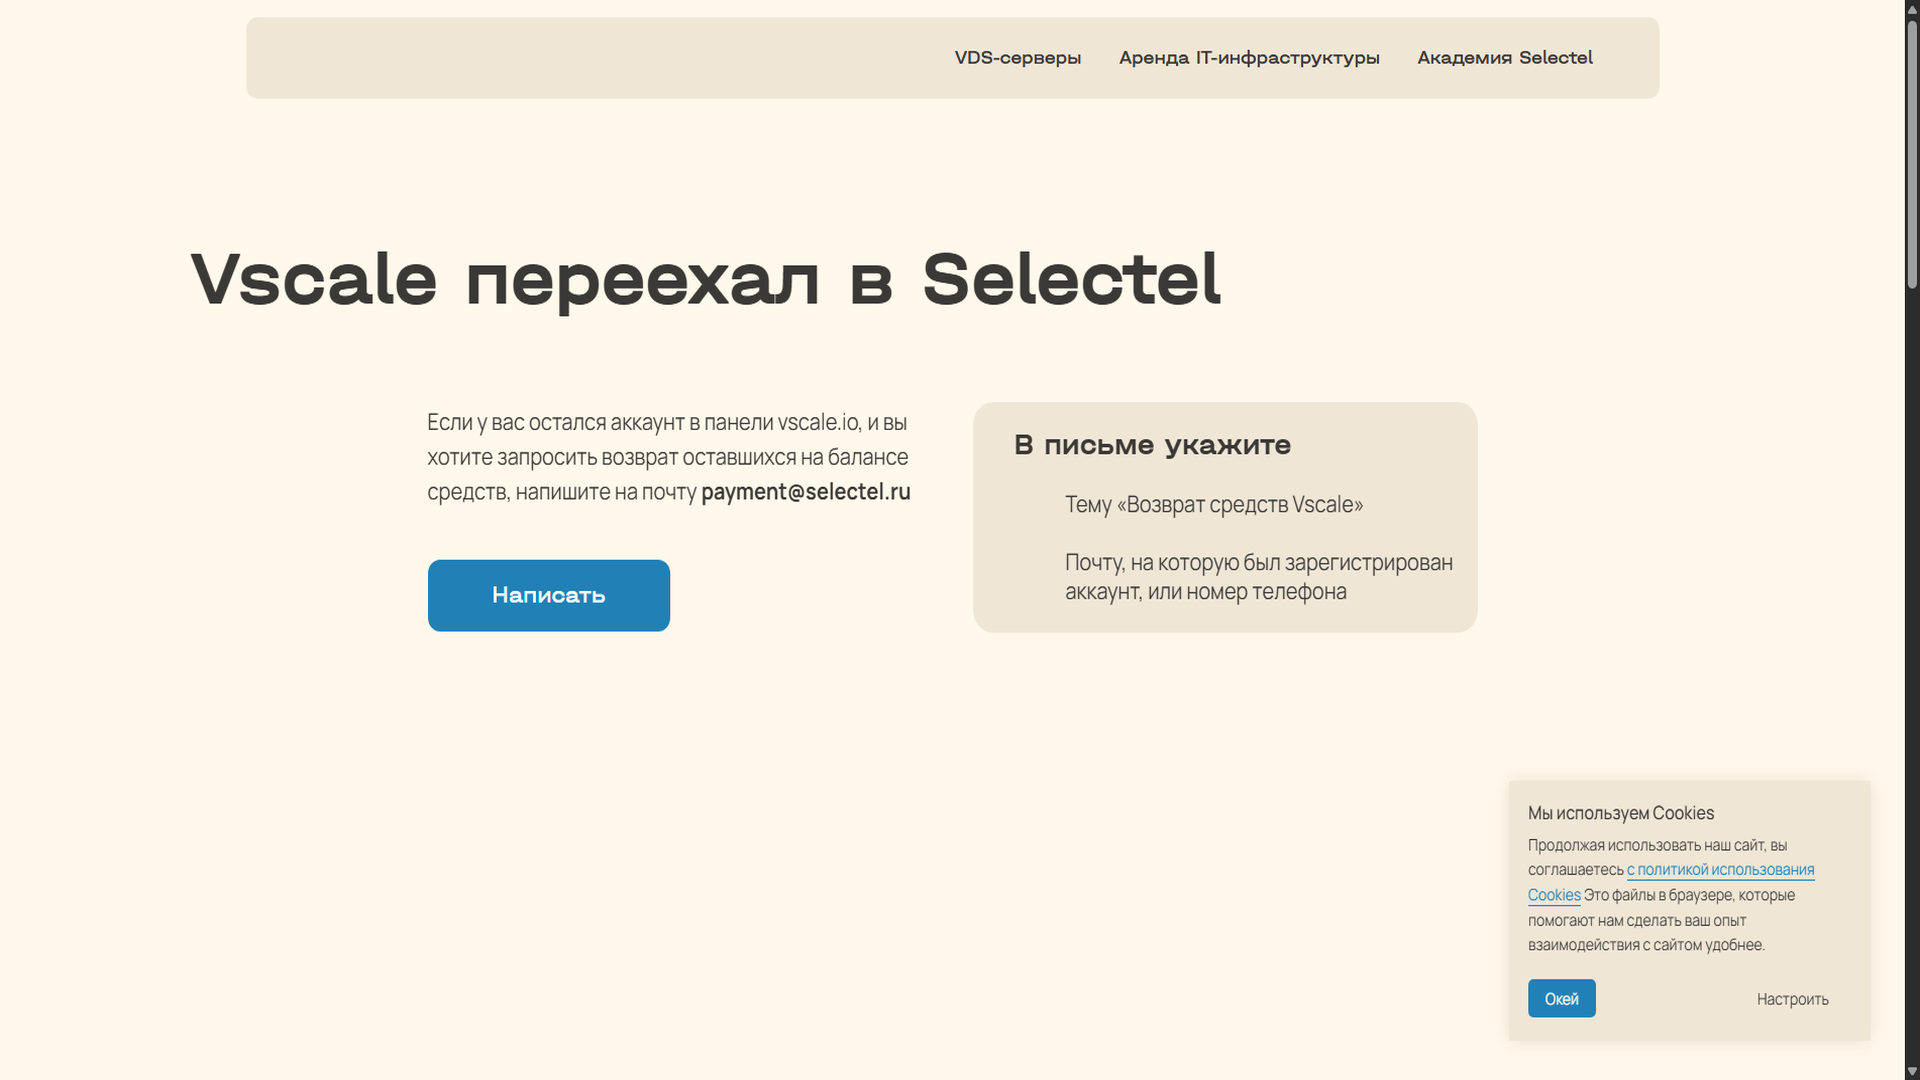 VDS-серверы Аренда IT-инфраструктуры Академия Selectel
Vscale переехал в Selectel
Если у вас остался аккаунт в панели vscale.io, и вы
хотите запросить возврат оставшихся на балансе
средств, напишите на почту payment@selectel.ru
Написать
В письме укажите
Тему «Возврат средств Vscale»
Почту, на которую был зарегистрирован
аккаунт, или номер телефона
Мы используем Cookies
Продолжая использовать наш сайт, вы
соглашаетесь с политикой использования
Cookies Это файлы в браузере, которые
помогают нам сделать ваш опыт
взаимодействия с сайтом удобнее.
Окей Настроить